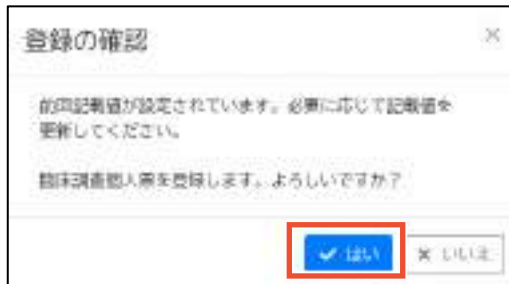 登録の確認
×
前回記載値が設定されています。必要に応じて記載値を
更新してください。
臨床調査個人票を登録します。よろしいですか？
✔ はい
✖ いいえ